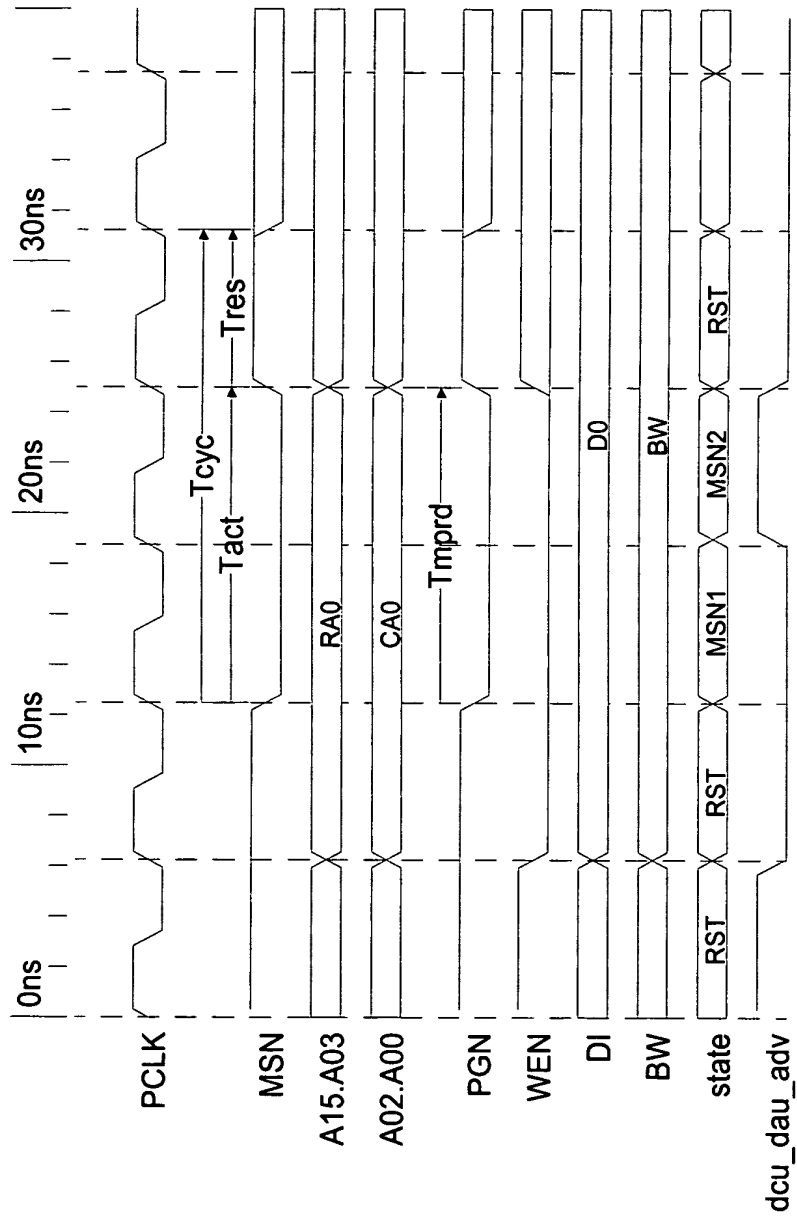 0ns
10ns
20ns
30ns
PCLK
Tcyc
Tact
Tres
MSN
A15.A03
RA0
A02.A00
CA0
Tmprd
PGN
WEN
DI
D0
BW
BW
state
RST
RST
MSN1
MSN2
RST
dcu_dau_adv